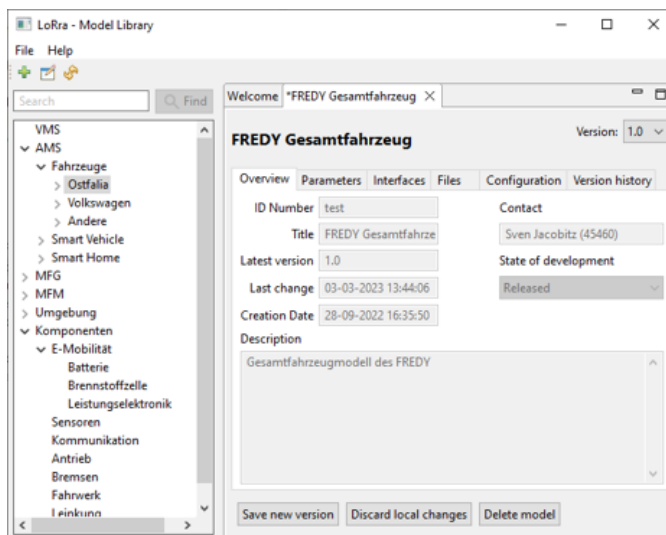 LoRra - Model Library
File Help
Search Find
VMS
AMS
Fahrzeuge
Ostfalia
Volkswagen
Andere
Smart Vehicle
Smart Home
MFG
MFM
Umgebung
Komponenten
E-Mobilität
Batterie
Brennstoffzelle
Leistungselektronik
Sensoren
Kommunikation
Antrieb
Bremsen
Fahrwerk
Lenkung
Welcome *FREDY Gesamtfahrzeug
FREDY Gesamtfahrzeug Version: 1.0
Overview Parameters Interfaces Files Configuration Version history
ID Number test Contact
Title FREDY Gesamtfahrze Sven Jacobitz (45460)
Latest version 1.0 State of development
Last change 03-03-2023 13:44:06 Released
Creation Date 28-09-2022 16:35:50
Description
Gesamtfahrzeugmodell des FREDY
Save new version Discard local changes Delete model